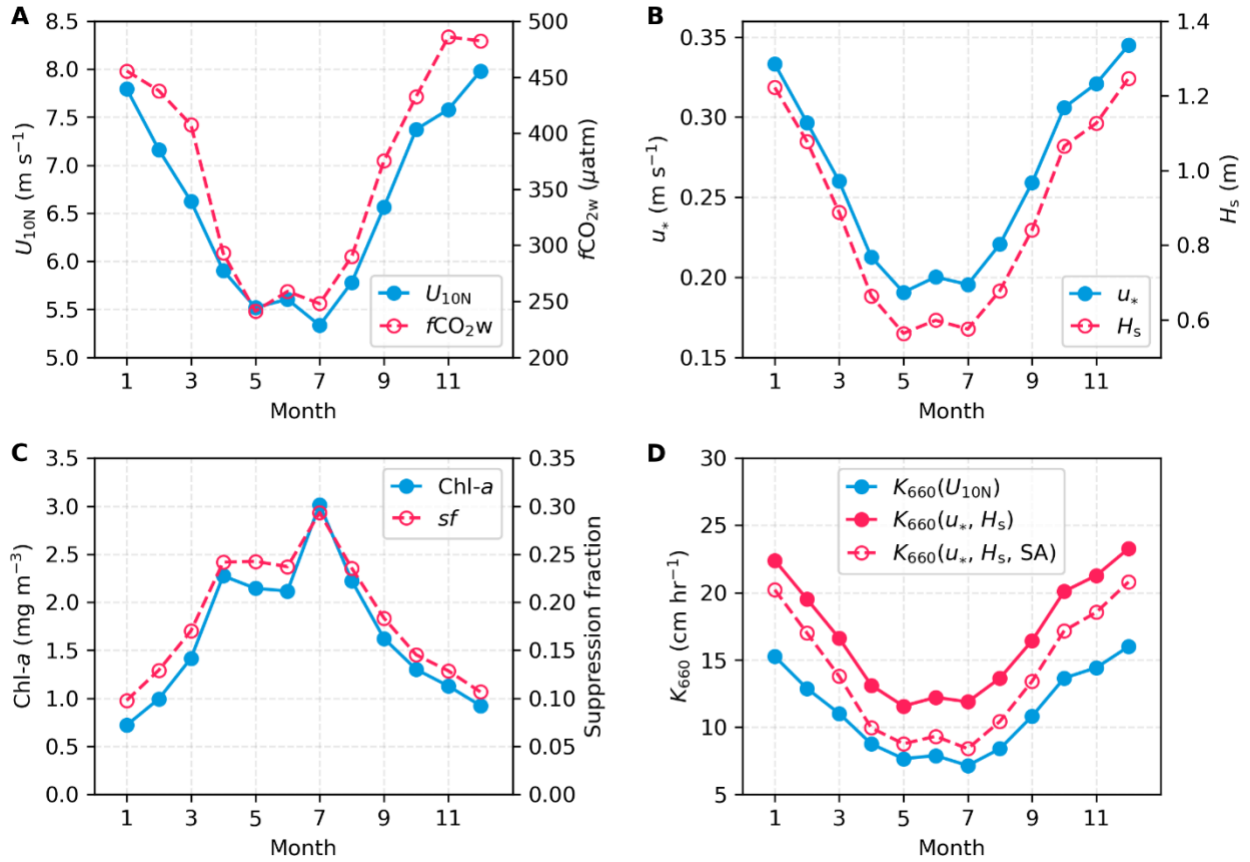 A
8.5
8.0
7.5
7.0
6.5
6.0
5.5
5.0
U10N (m s−1)
500
450
400
350
300
250
200
fCO2w (μatm)
U10N
fCO2w
1 3 5 7 9 11
Month
B
0.35
0.30
0.25
0.20
0.15
u* (m s−1)
1.4
1.2
1.0
0.8
0.6
Hs (m)
u*
Hs
1 3 5 7 9 11
Month
C
3.5
3.0
2.5
2.0
1.5
1.0
0.5
0.0
Chl-a (mg m−3)
0.35
0.30
0.25
0.20
0.15
0.10
0.05
0.00
Suppression fraction
Chl-a
sf
1 3 5 7 9 11
Month
D
30
25
20
15
10
5
K660 (cm hr−1)
K660(U10N)
K660(u*, Hs)
K660(u*, Hs, SA)
1 3 5 7 9 11
Month